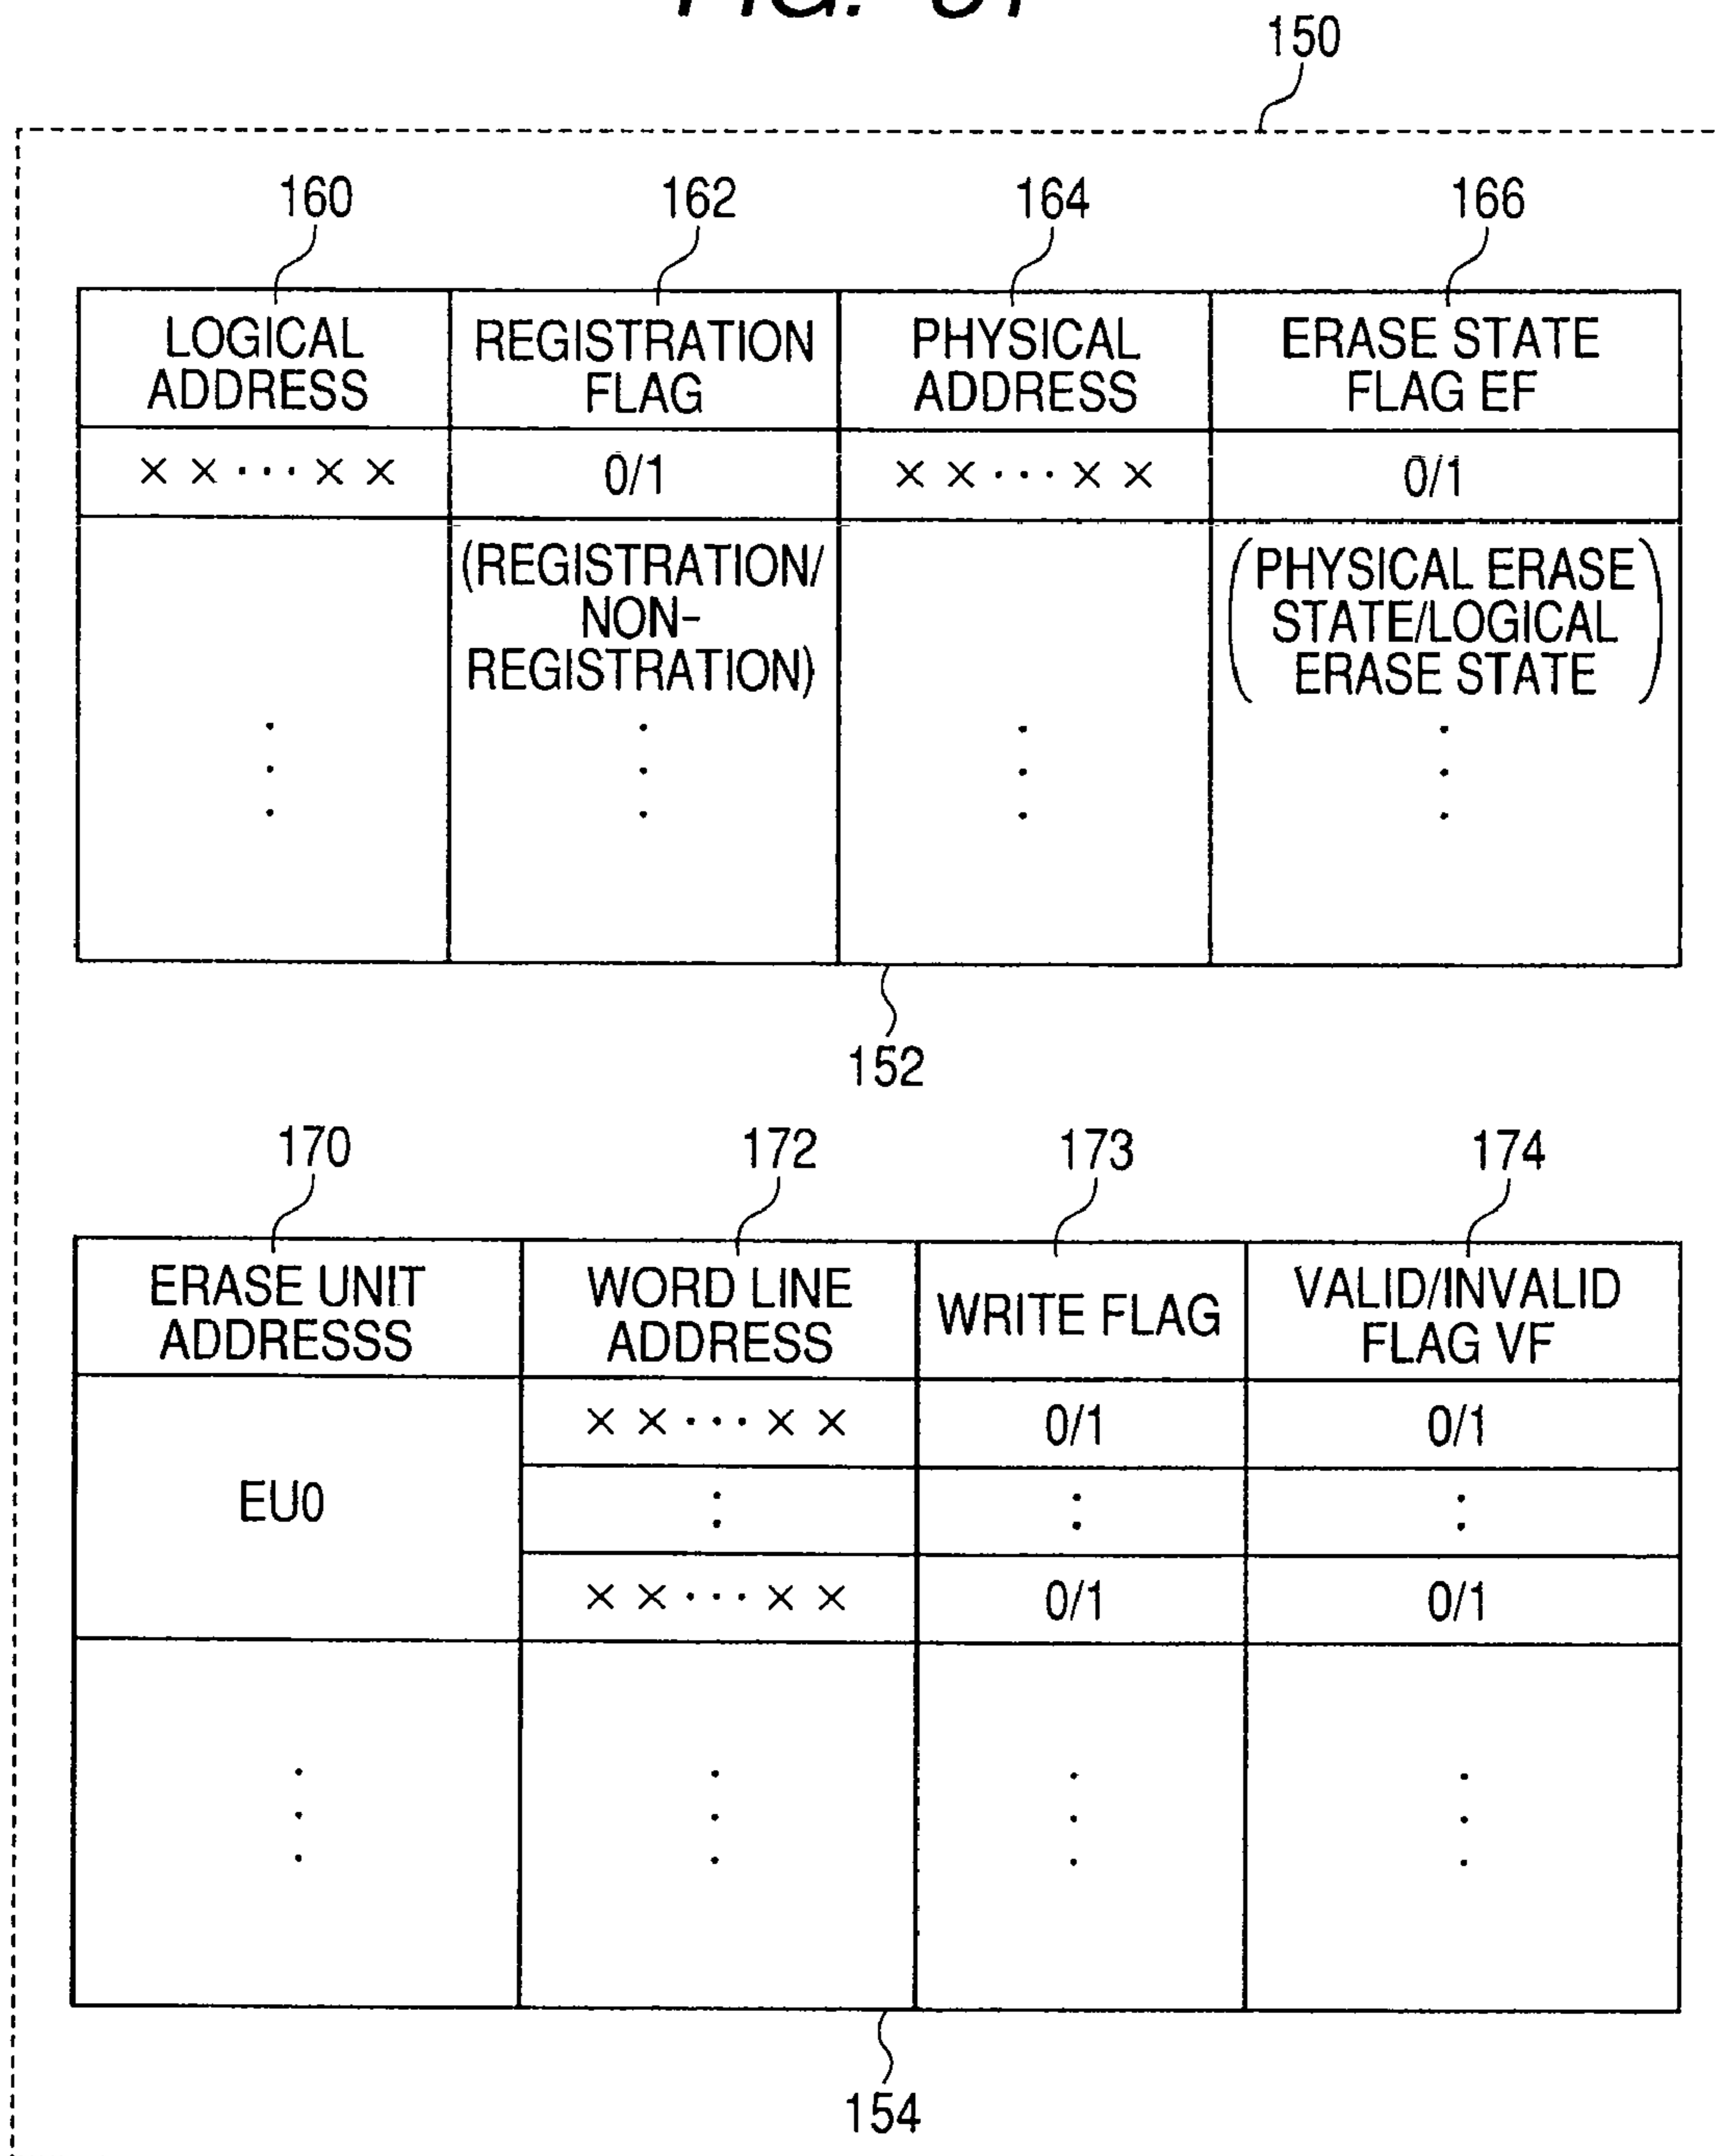 150
160 162 164 166
LOGICAL ADDRESS REGISTRATION FLAG PHYSICAL ADDRESS ERASE STATE FLAG EF
××···×× 0/1 ××···×× 0/1
(REGISTRATION/
NON-
REGISTRATION)
(PHYSICAL ERASE
STATE/LOGICAL
ERASE STATE)
152
170 172 173 174
ERASE UNIT ADDRESSS WORD LINE ADDRESS WRITE FLAG VALID/INVALID FLAG VF
××···×× 0/1 0/1
EU0
××···×× 0/1 0/1
154